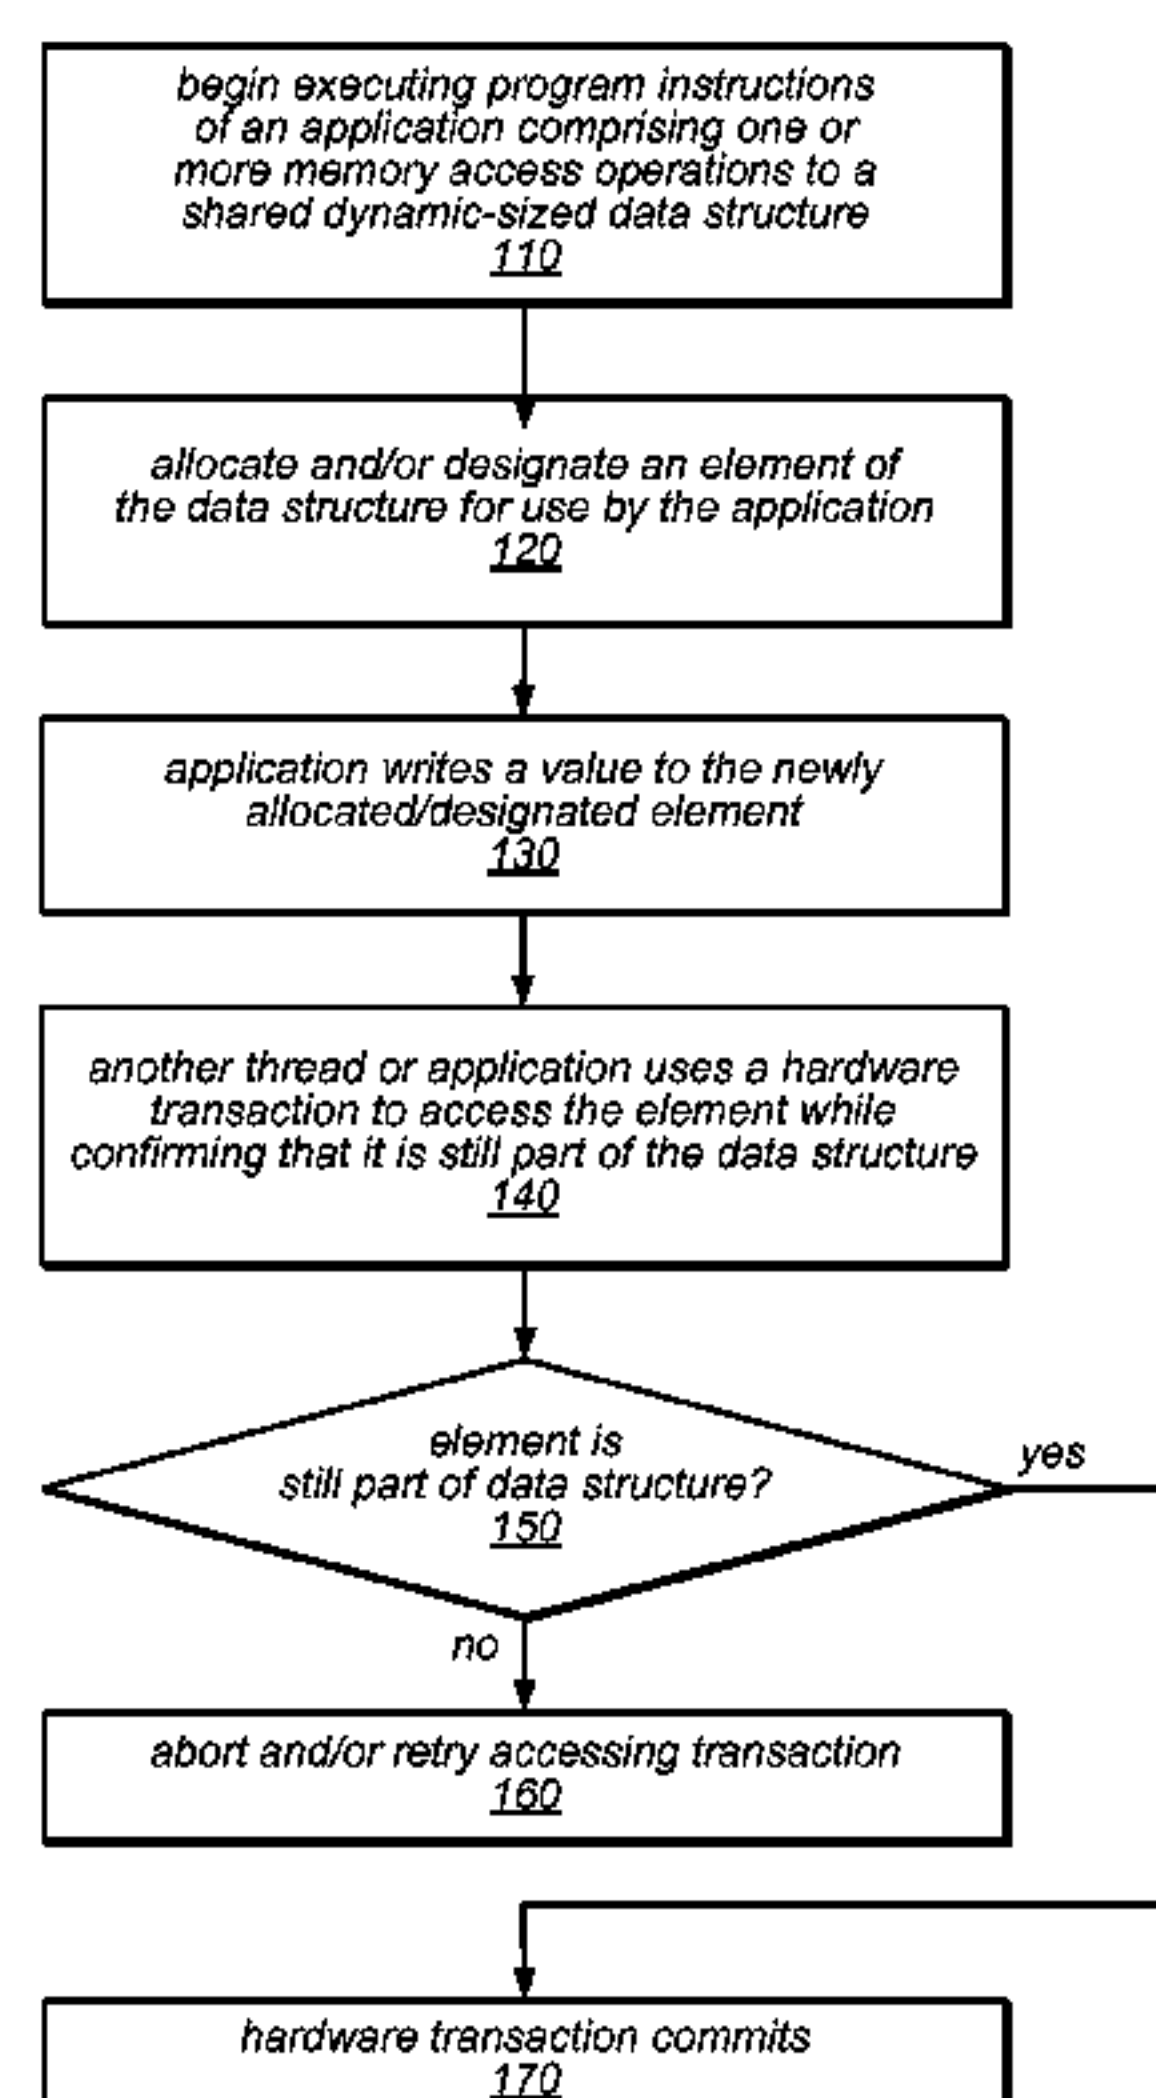 begin executing program instructions
of an application comprising one or
more memory access operations to a
shared dynamic-sized data structure
110
allocate and/or designate an element of
the data structure for use by the application
120
application writes a value to the newly
allocated/designated element
130
another thread or application uses a hardware
transaction to access the element while
confirming that it is still part of the data structure
140
element is
still part of data structure?
150
yes
no
abort and/or retry accessing transaction
160
hardware transaction commits
170